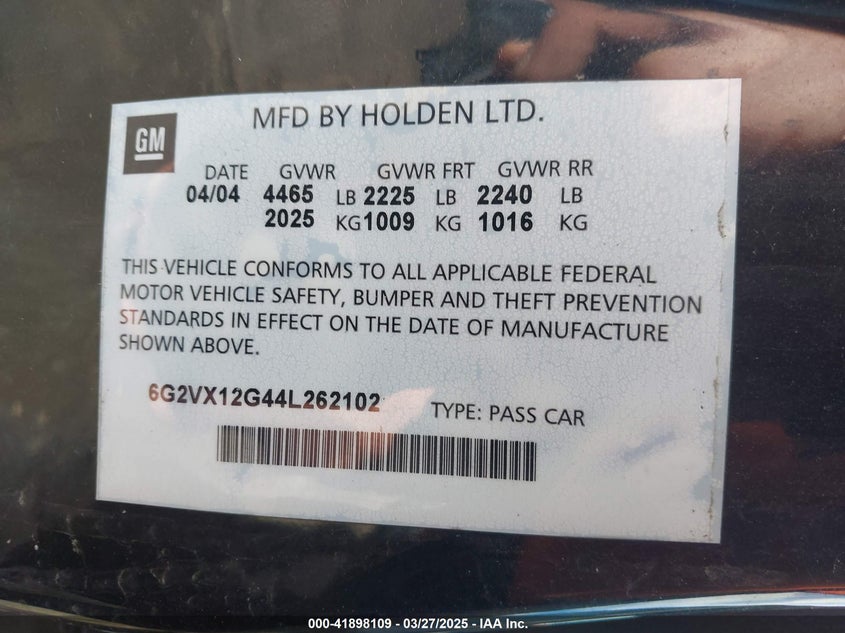 GM
MFD BY HOLDEN LTD.
DATE GVWR GVWR FRT GVWR RR
04/04 4465 LB 2225 LB 2240 LB
2025 KG 1009 KG 1016 KG
THIS VEHICLE CONFORMS TO ALL APPLICABLE FEDERAL
MOTOR VEHICLE SAFETY, BUMPER AND THEFT PREVENTION
STANDARDS IN EFFECT ON THE DATE OF MANUFACTURE
SHOWN ABOVE.
6G2VX12G44L262102 TYPE: PASS CAR
000-41898109 - 03/27/2025 - IAA Inc.